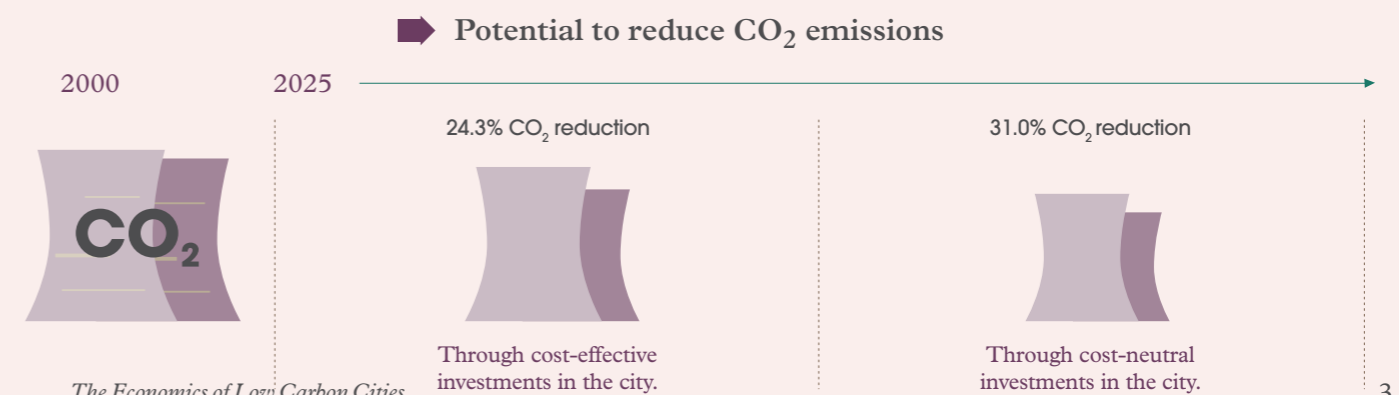 Potential to reduce CO₂ emissions
2000
2025
24.3% CO₂ reduction
31.0% CO₂ reduction
CO₂
Through cost-effective
investments in the city.
Through cost-neutral
investments in the city.
The Economics of Low Carbon Cities
3